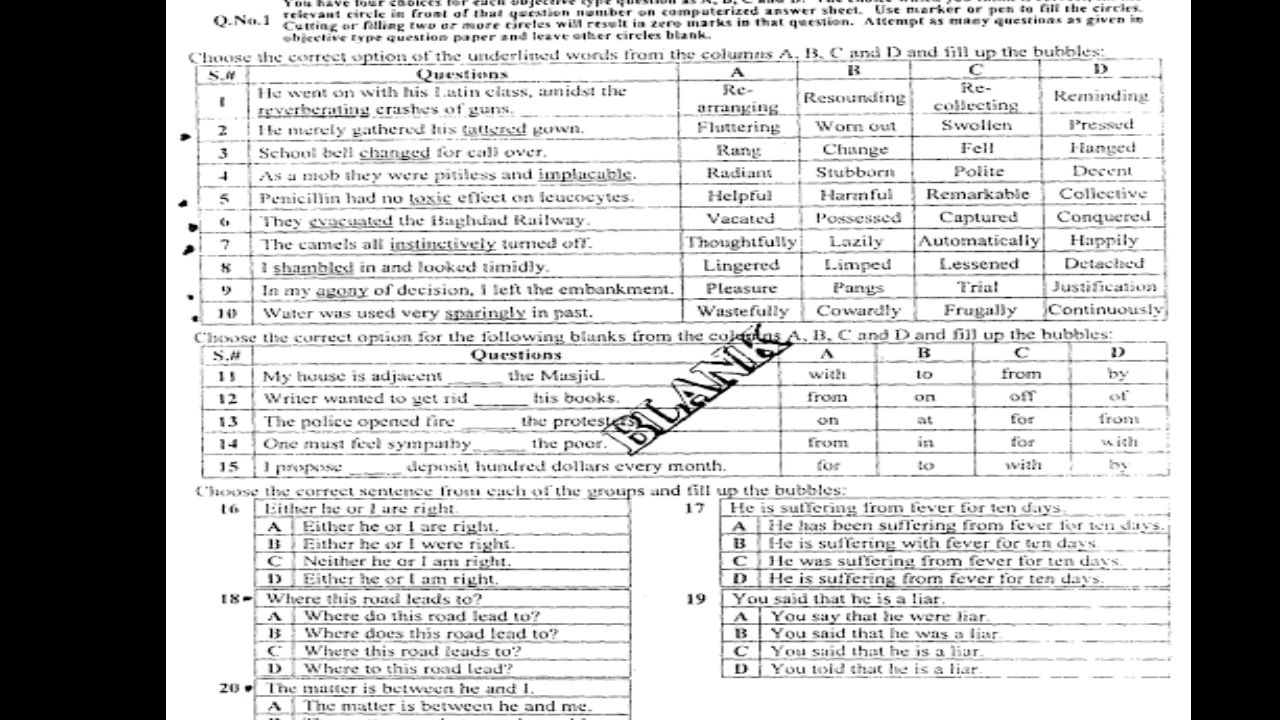 You have four choices for each objective type question as A, B, C and D. The choice which you think is correct, fill the
Q.No.1 relevant circle in front of that question number on computerized answer sheet. Use marker or pen to fill the circles.
Cutting or filling two or more circles will result in zero marks in that question. Attempt as many questions as given in
objective type question paper and leave other circles blank.
Choose the correct option of the underlined words from the columns A, B, C and D and fill up the bubbles:
S.# Questions A B C D
1 He went on with his Latin class, amidst the reverberating crashes of guns. Re-arranging Resounding Re-collecting Reminding
2 He merely gathered his tattered gown. Fluttering Worn out Swollen Pressed
3 School bell changed for call over. Rang Change Fell Hanged
4 As a mob they were pitiless and implacable. Radiant Stubborn Polite Decent
5 Penicillin had no toxic effect on leucocytes. Helpful Harmful Remarkable Collective
6 They evacuated the Baghdad Railway. Vacated Possessed Captured Conquered
7 The camels all instinctively turned off. Thoughtfully Lazily Automatically Happily
8 I shambled in and looked timidly. Lingered Limped Lessened Detached
9 In my agony of decision, I left the embankment. Pleasure Pangs Trial Justification
10 Water was used very sparingly in past. Wastefully Cowardly Frugally Continuously
Choose the correct option for the following blanks from the columns A, B, C and D and fill up the bubbles:
S.# Questions A B C D
11 My house is adjacent _____ the Masjid. with to from by
12 Writer wanted to get rid _____ his books. from on off of
13 The police opened fire _____ the protesters. on at for from
14 One must feel sympathy _____ the poor. from in for with
15 I propose _____ deposit hundred dollars every month. for to with by
BLANK
Choose the correct sentence from each of the groups and fill up the bubbles:
16 Either he or I are right.
A Either he or I are right.
B Either he or I were right.
C Neither he or I am right.
D Either he or I am right.
17 He is suffering from fever for ten days.
A He has been suffering from fever for ten days.
B He is suffering with fever for ten days.
C He was suffering from fever for ten days.
D He is suffering from fever for ten days.
18 Where this road leads to?
A Where do this road lead to?
B Where does this road lead to?
C Where this road leads to?
D Where to this road lead?
19 You said that he is a liar.
A You say that he were liar.
B You said that he was a liar.
C You said that he is a liar.
D You told that he is a liar.
20 The matter is between he and I.
A The matter is between he and me.